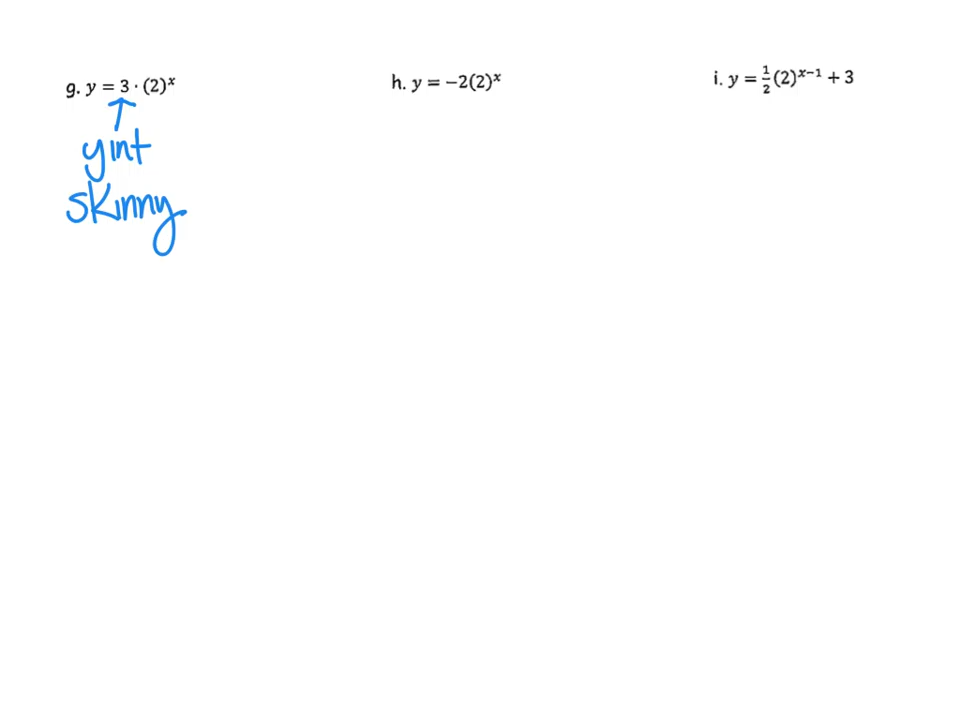 g. y = 3 · (2)^x
h. y = −2(2)^x
i. y = 1/2 (2)^{x−1} + 3
yint
skinny